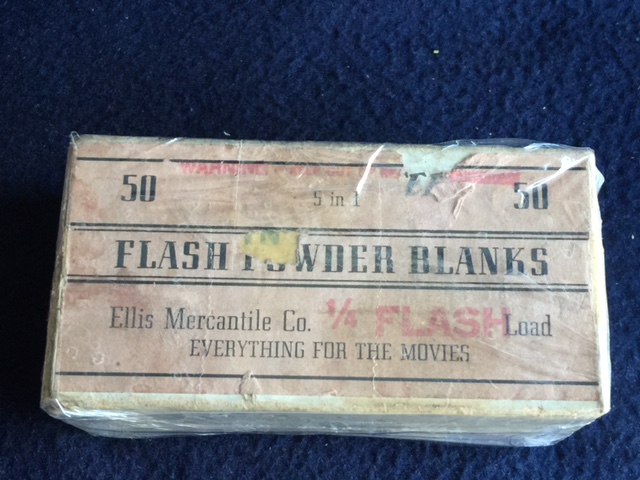 WARNING!
50 5 in 1 50
FLASH POWDER BLANKS
Ellis Mercantile Co. 1/4 FLASH Load
EVERYTHING FOR THE MOVIES